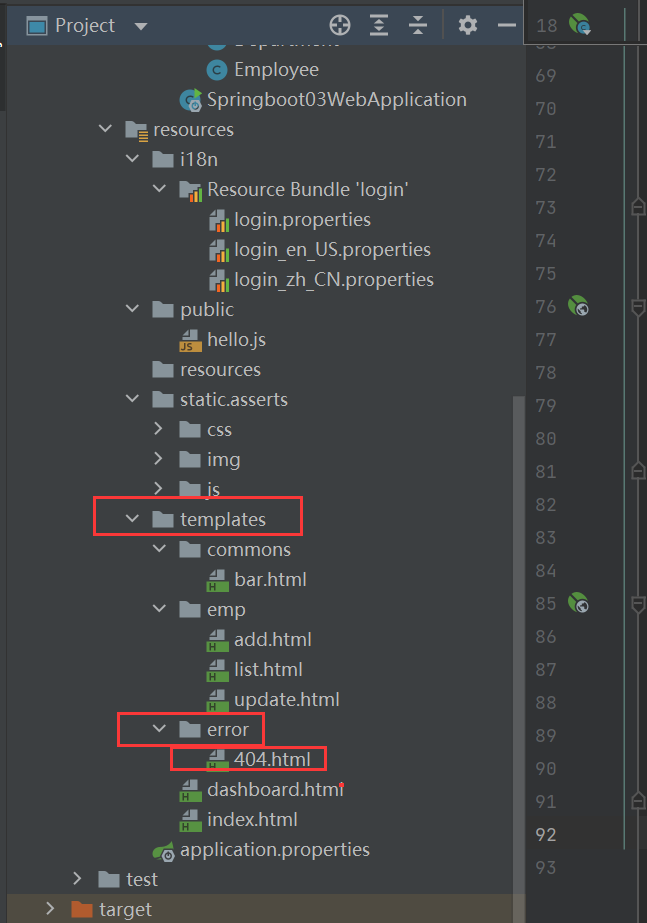 Project
Department
Employee
Springboot03WebApplication
resources
i18n
Resource Bundle 'login'
login.properties
login_en_US.properties
login_zh_CN.properties
public
JS hello.js
resources
static.asserts
css
img
js
templates
commons
H bar.html
emp
H add.html
H list.html
H update.html
error
H 404.html
H dashboard.html
H index.html
application.properties
test
target
18
69
70
71
72
73
74
75
76
77
78
79
80
81
82
83
84
85
86
87
88
89
90
91
92
93